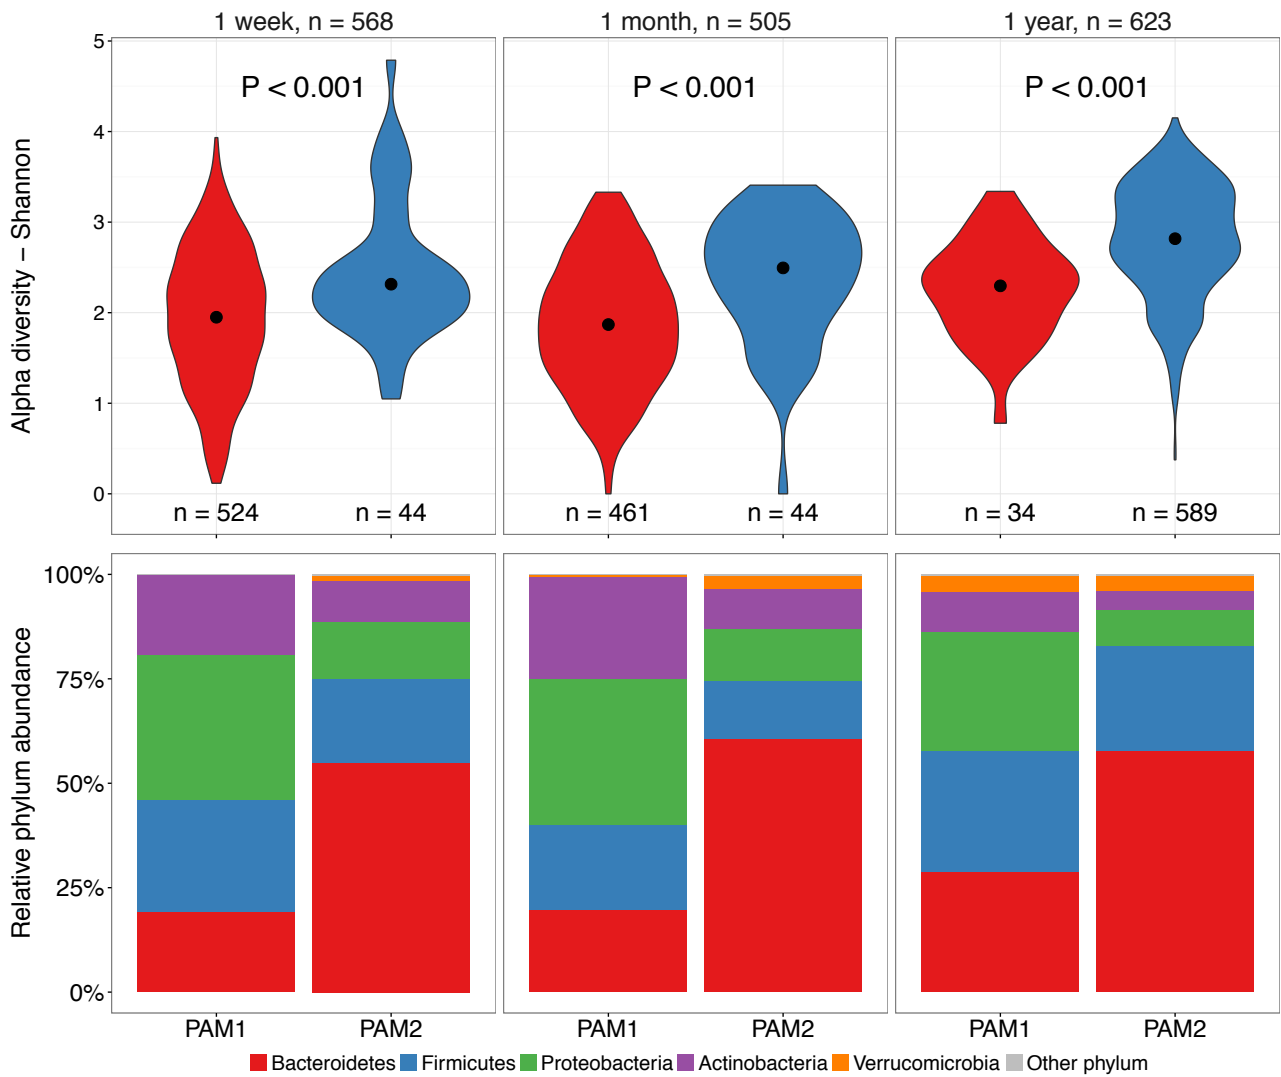 1 week, n = 568
1 month, n = 505
1 year, n = 623
Alpha diversity – Shannon
5
4
3
2
1
0
P < 0.001
P < 0.001
P < 0.001
n = 524
n = 44
n = 461
n = 44
n = 34
n = 589
Relative phylum abundance
100%
75%
50%
25%
0%
PAM1
PAM2
PAM1
PAM2
PAM1
PAM2
Bacteroidetes
Firmicutes
Proteobacteria
Actinobacteria
Verrucomicrobia
Other phylum